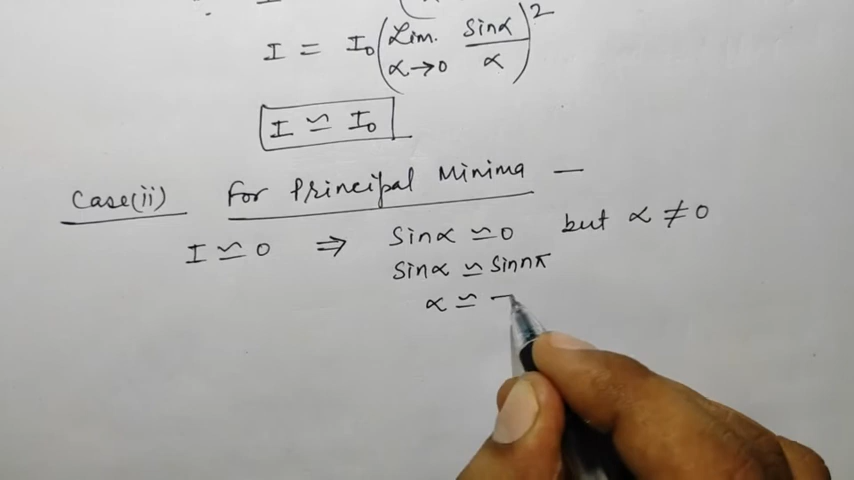 I = I₀ (Lim. α→0 Sinα/α)²
I ≃ I₀
Case(ii) For Principal Minima —
I ≃ 0 ⇒ Sinα ≃ 0 but α ≠ 0
Sinα ≃ Sinnπ
α ≃